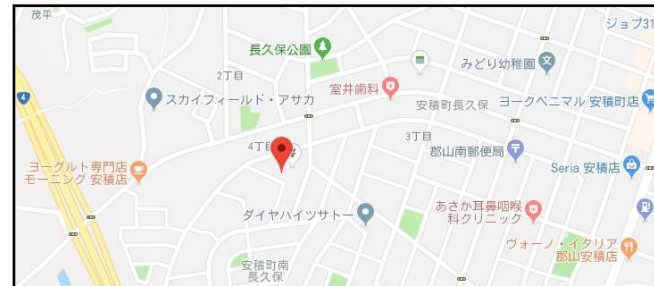 茂平
ジョブ31
長久保公園
みどり幼稚園
2丁目
室井歯科
4
スカイフィールド・アサカ
安積町長久保
ヨークベニマル 安積町店
3丁目
4丁目
郡山南郵便局
ヨーグルト専門店
モーニング 安積店
Seria 安積店
あさか耳鼻咽喉
科クリニック
ダイヤハイツサトー
ヴォーノ・イタリア
郡山安積店
安積町南
長久保